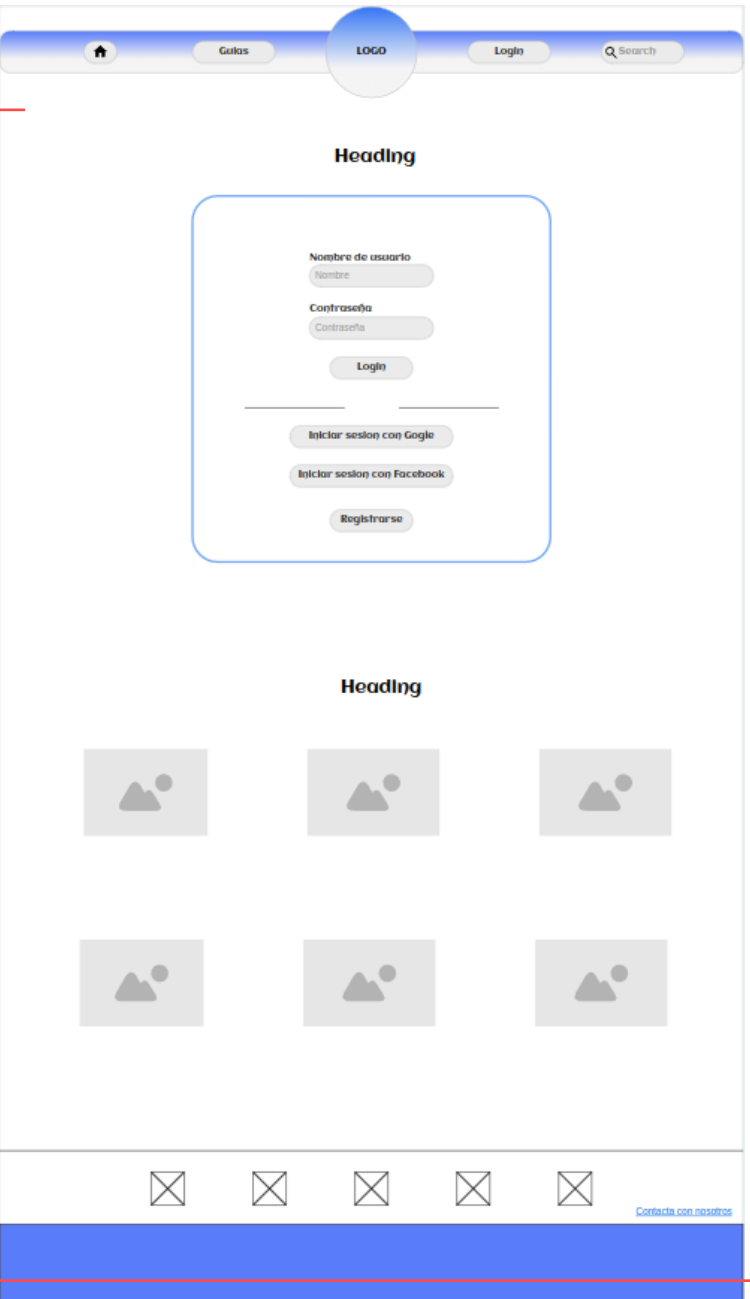 Guias
LOGO
Login
Search
Heading
Nombre de usuario
Nombre
Contraseña
Contraseña
Login
Iniciar sesion con Gogle
Iniciar sesion con Facebook
Registrarse
Heading
Contacta con nosotros